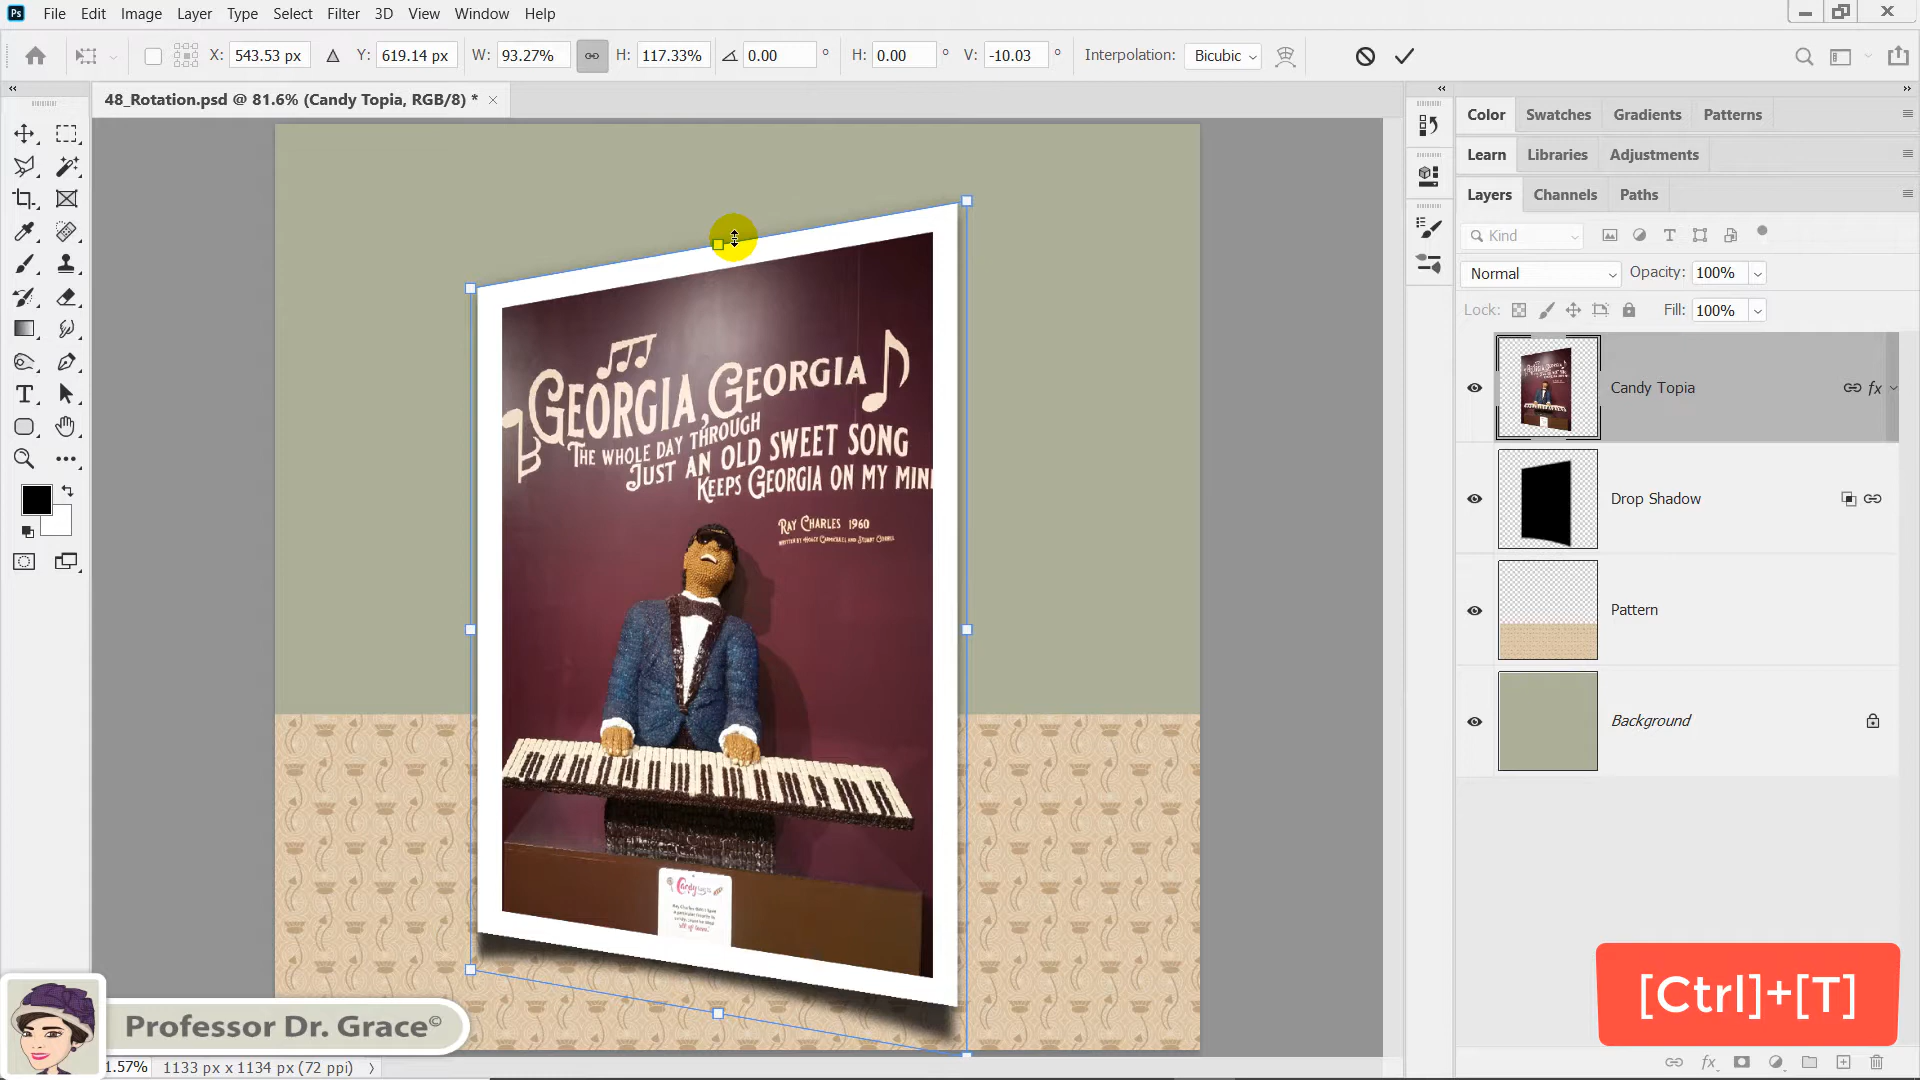 Ps File Edit Image Layer Type Select Filter 3D View Window Help
X: 543.53 px Y: 619.14 px W: 93.27% H: 117.33% 0.00 ° H: 0.00 ° V: -10.03 ° Interpolation: Bicubic
48_Rotation.psd @ 81.6% (Candy Topia, RGB/8) *
Color Swatches Gradients Patterns
Learn Libraries Adjustments
Layers Channels Paths
Kind
Normal Opacity: 100%
Lock: Fill: 100%
Candy Topia fx
Drop Shadow
Pattern
Background
GEORGIA, GEORGIA
THE WHOLE DAY THROUGH
JUST AN OLD SWEET SONG
KEEPS GEORGIA ON MY MIN
RAY CHARLES 1960
Candy
[Ctrl]+[T]
Professor Dr. Grace©
1.57% 1133 px x 1134 px (72 ppi)
fx